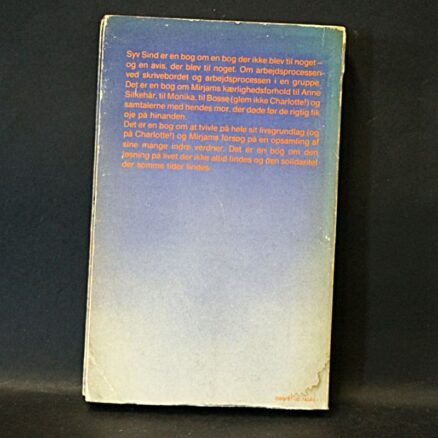 Syv Sind er en bog om en bog der ikke blev til noget –
og en avis, der blev til noget. Om arbejdsprocessen
ved skrivebordet og arbejdsprocessen i en gruppe.
Det er en bog om Mirjams kærlighedsforhold til Anne
Silkehår, til Monika, til Bosse (glem ikke Charlotte!) og
samtalerne med hendes mor, der døde før de rigtig fik
øje på hinanden.
Det er en bog om at tvivle på hele sit livsgrundlag (og
på Charlotte!) og Mirjams forsøg på en opsamling af
sine mange indre verdner. Det er en bog om den
løsning på livet der ikke altid findes og den solidaritet
der somme tider findes.